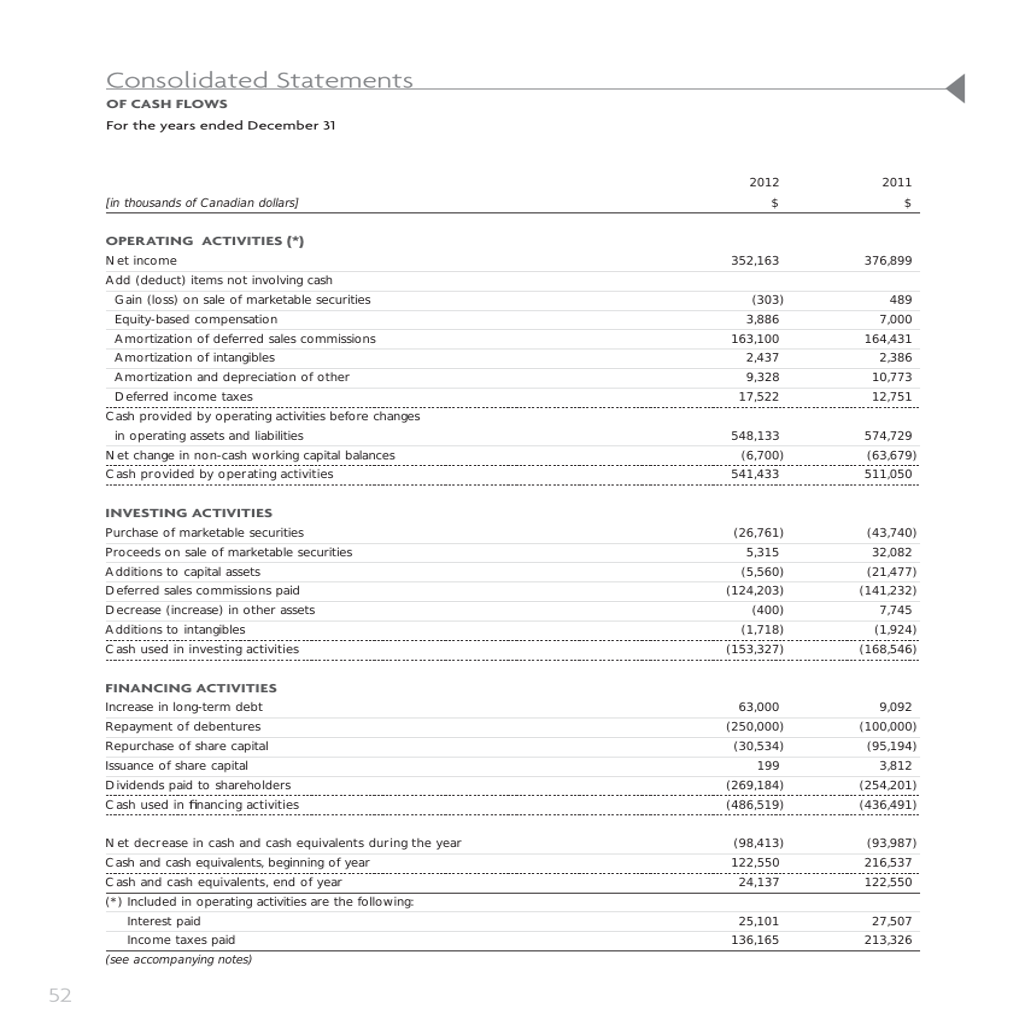 Consolidated Statements
OF CASH FLOWS
For the years ended December 31
2012 2011
[in thousands of Canadian dollars] $ $
OPERATING ACTIVITIES (*)
Net income 352,163 376,899
Add (deduct) items not involving cash
Gain (loss) on sale of marketable securities (303) 489
Equity-based compensation 3,886 7,000
Amortization of deferred sales commissions 163,100 164,431
Amortization of intangibles 2,437 2,386
Amortization and depreciation of other 9,328 10,773
Deferred income taxes 17,522 12,751
Cash provided by operating activities before changes
in operating assets and liabilities 548,133 574,729
Net change in non-cash working capital balances (6,700) (63,679)
Cash provided by operating activities 541,433 511,050
INVESTING ACTIVITIES
Purchase of marketable securities (26,761) (43,740)
Proceeds on sale of marketable securities 5,315 32,082
Additions to capital assets (5,560) (21,477)
Deferred sales commissions paid (124,203) (141,232)
Decrease (increase) in other assets (400) 7,745
Additions to intangibles (1,718) (1,924)
Cash used in investing activities (153,327) (168,546)
FINANCING ACTIVITIES
Increase in long-term debt 63,000 9,092
Repayment of debentures (250,000) (100,000)
Repurchase of share capital (30,534) (95,194)
Issuance of share capital 199 3,812
Dividends paid to shareholders (269,184) (254,201)
Cash used in financing activities (486,519) (436,491)
Net decrease in cash and cash equivalents during the year (98,413) (93,987)
Cash and cash equivalents, beginning of year 122,550 216,537
Cash and cash equivalents, end of year 24,137 122,550
(*) Included in operating activities are the following:
Interest paid 25,101 27,507
Income taxes paid 136,165 213,326
(see accompanying notes)
52